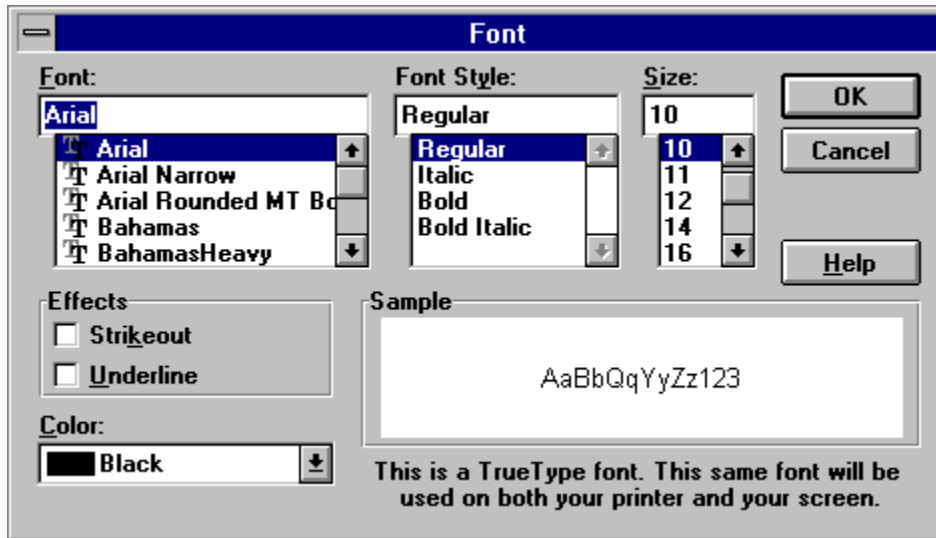 Font
Font:
Arial
Arial
Arial Narrow
Arial Rounded MT Bo
Bahamas
BahamasHeavy
Font Style:
Regular
Regular
Italic
Bold
Bold Italic
Size:
10
10
11
12
14
16
OK
Cancel
Help
Effects
Strikeout
Underline
Color:
Black
Sample
AaBbQqYyZz123
This is a TrueType font. This same font will be
used on both your printer and your screen.